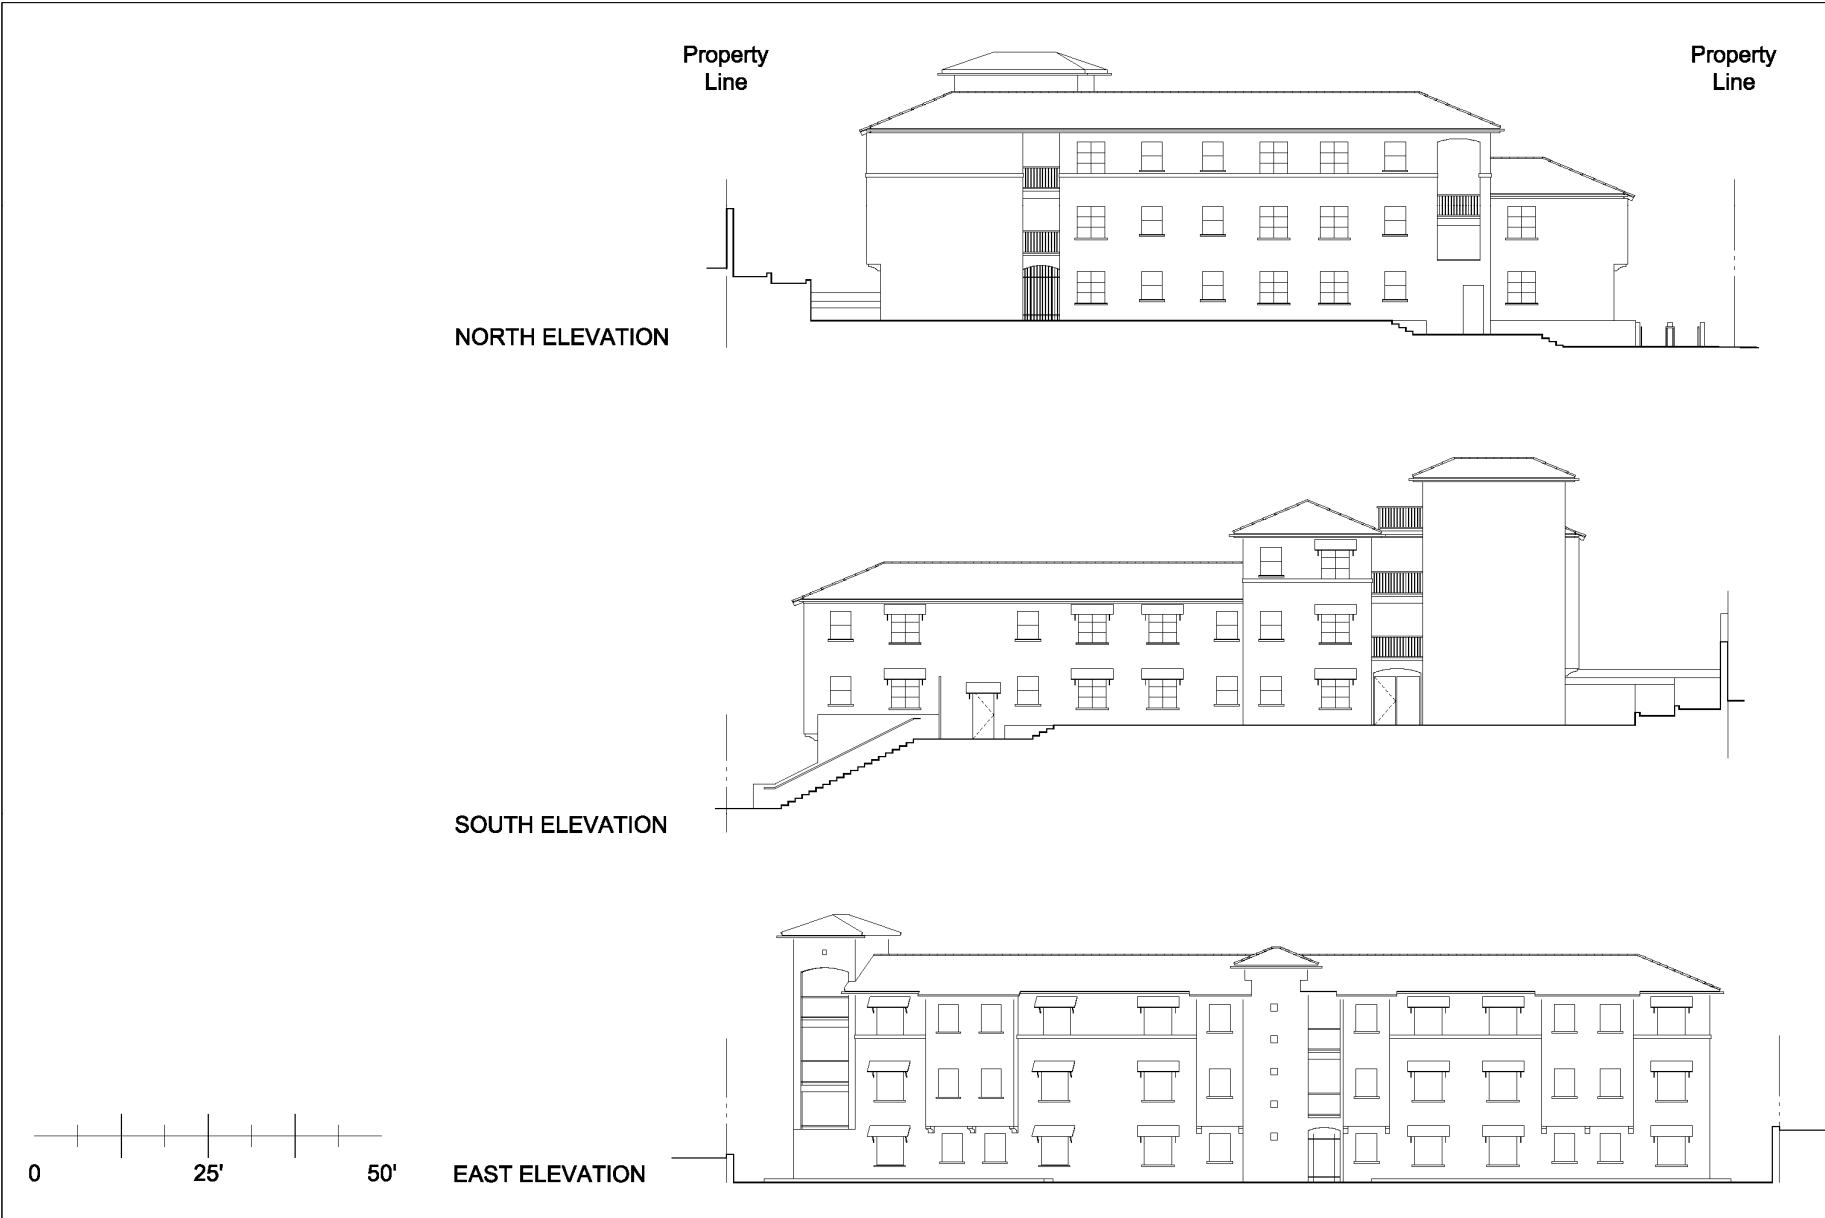 Property
Line
Property
Line
NORTH ELEVATION
SOUTH ELEVATION
EAST ELEVATION
0 25' 50'